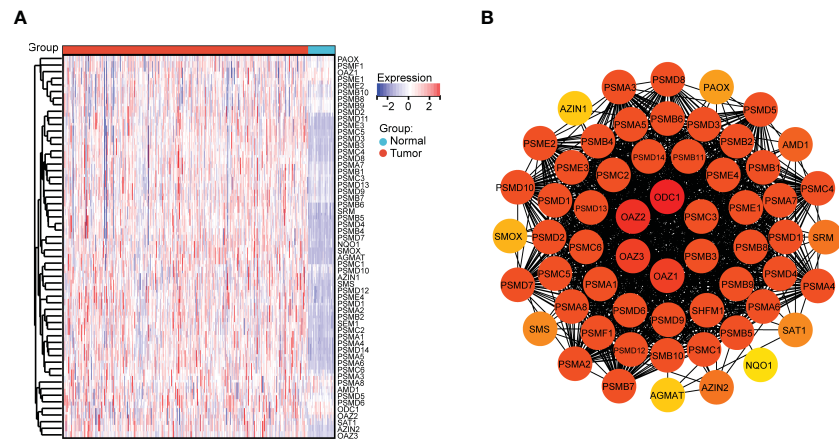 A
Group
PAOX
PSMF1
OAZ1
PSME1
PSME2
PSMB10
PSMB8
PSMB9
PSMD2
PSMD11
PSME3
PSMC5
PSMD3
PSMB3
PSMC4
PSMD8
PSMA7
PSMB1
PSMC3
PSMD13
PSMD9
PSMB7
PSMB6
SRM
PSMB5
PSMD4
PSMB4
PSMD7
NQO1
SMOX
AGMAT
PSMC1
PSMD10
AZIN1
SMS
PSMD12
PSME4
PSMD1
PSMA2
PSMB2
SEM1
PSMC2
PSMA1
PSMA4
PSMD14
PSMA5
PSMA6
PSMC6
PSMA3
PSMA8
AMD1
PSMD5
PSMD6
ODC1
OAZ2
SAT1
AZIN2
OAZ3
Expression
−2 0 2
Group:
Normal
Tumor
B
PSMD8
PSMA3 PAOX
AZIN1 PSMD5
PSMA5 PSMB6 PSMD3
PSME2 PSMB4 PSMB2 AMD1
PSMD14 PSMB11
PSME3 PSMC2 PSME4 PSMB1
PSMD10 PSMD1 PSMD13 ODC1 PSME1 PSMA7 PSMC4
OAZ2 PSMC3
SMOX PSMD2 PSMC6 PSMB8 PSMD11 SRM
OAZ3 PSMB3
PSMD7 PSMC5 PSMA1 OAZ1 PSMB9 PSMD4 PSMA4
PSMA8 PSMD6 PSMD9 SHFM1 PSMA6
SMS PSMF1 PSMB5 SAT1
PSMD12 SMB10 PSMC1
PSMA2 NQO1
PSMB7 AGMAT AZIN2